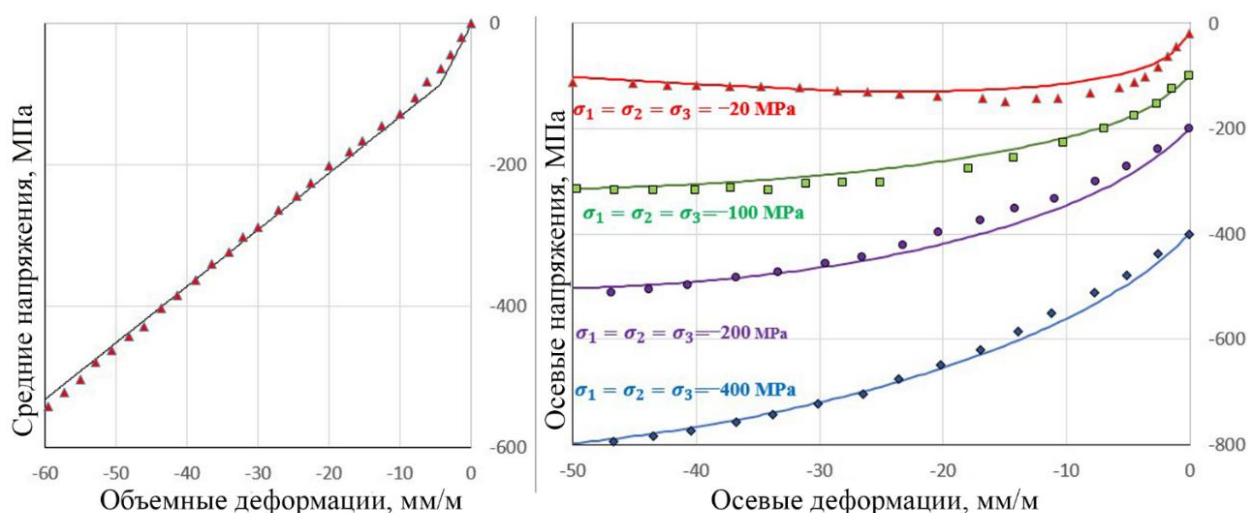 Средние напряжения, МПа
0
-200
-400
-600
-60
-50
-40
-30
-20
-10
0
Объемные деформации, мм/м
Осевые напряжения, МПа
σ₁ = σ₂ = σ₃=−20 MPa
σ₁ = σ₂ = σ₃=−100 MPa
σ₁ = σ₂ = σ₃=−200 MPa
σ₁ = σ₂ = σ₃=−400 MPa
0
-200
-400
-600
-800
-50
-40
-30
-20
-10
0
Осевые деформации, мм/м